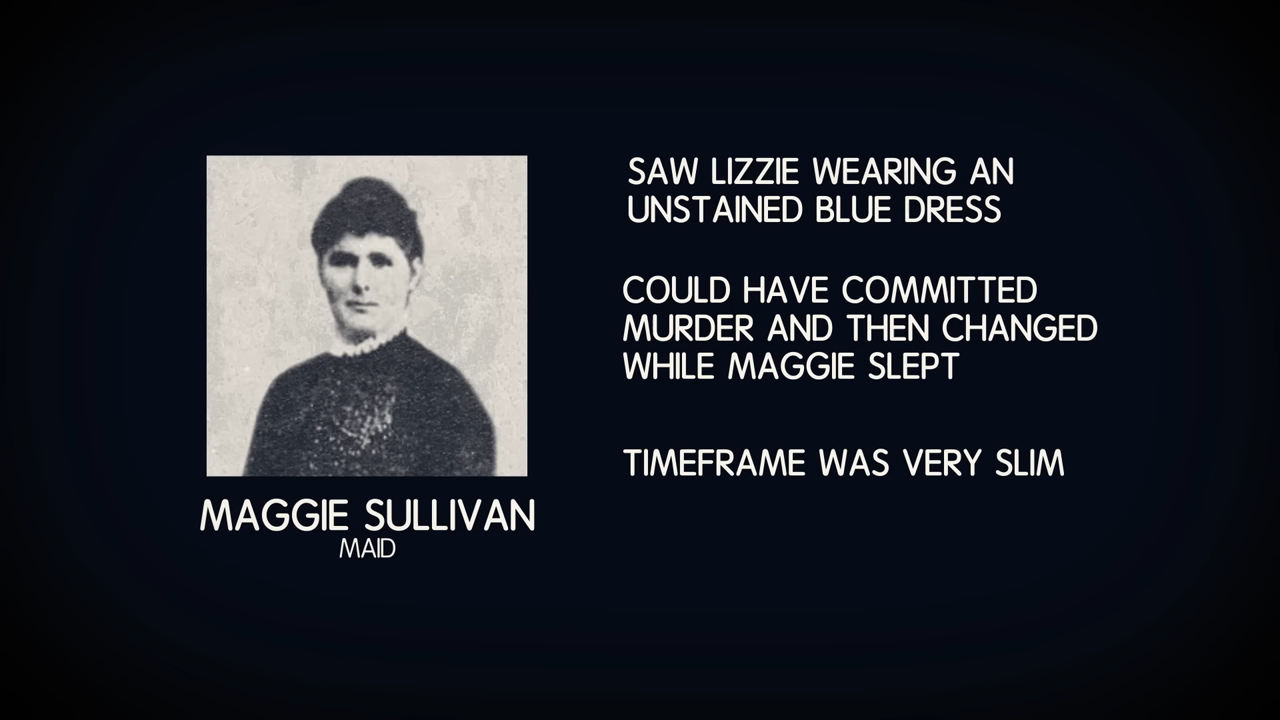 SAW LIZZIE WEARING AN
UNSTAINED BLUE DRESS
COULD HAVE COMMITTED
MURDER AND THEN CHANGED
WHILE MAGGIE SLEPT
TIMEFRAME WAS VERY SLIM
MAGGIE SULLIVAN
MAID